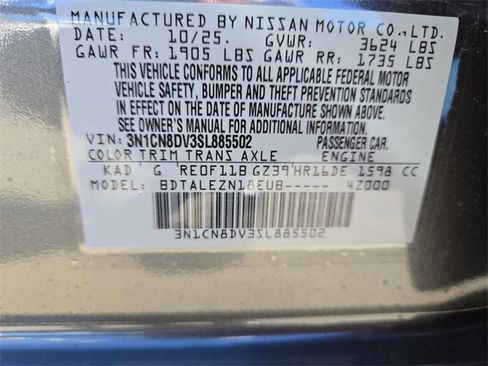 MANUFACTURED BY NISSAN MOTOR CO.,LTD.
DATE: 10/25. GVWR: 3624 LBS
GAWR FR: 1905 LBS GAWR RR: 1735 LBS
THIS VEHICLE CONFORMS TO ALL APPLICABLE FEDERAL MOTOR
VEHICLE SAFETY, BUMPER AND THEFT PREVENTION STANDARDS
IN EFFECT ON THE DATE OF MANUFACTURE SHOWN ABOVE.
SEE OWNER'S MANUAL FOR ADDITIONAL INFORMATION
VIN: 3N1CN8DV3SL885502 PASSENGER CAR.
COLOR TRIM TRANS AXLE ENGINE
KAD G RE0F11B GZ39 HR16DE 1598 CC
MODEL: BDTALEZN18EUB----- 4Z000
3N1CN8DV3SL885502